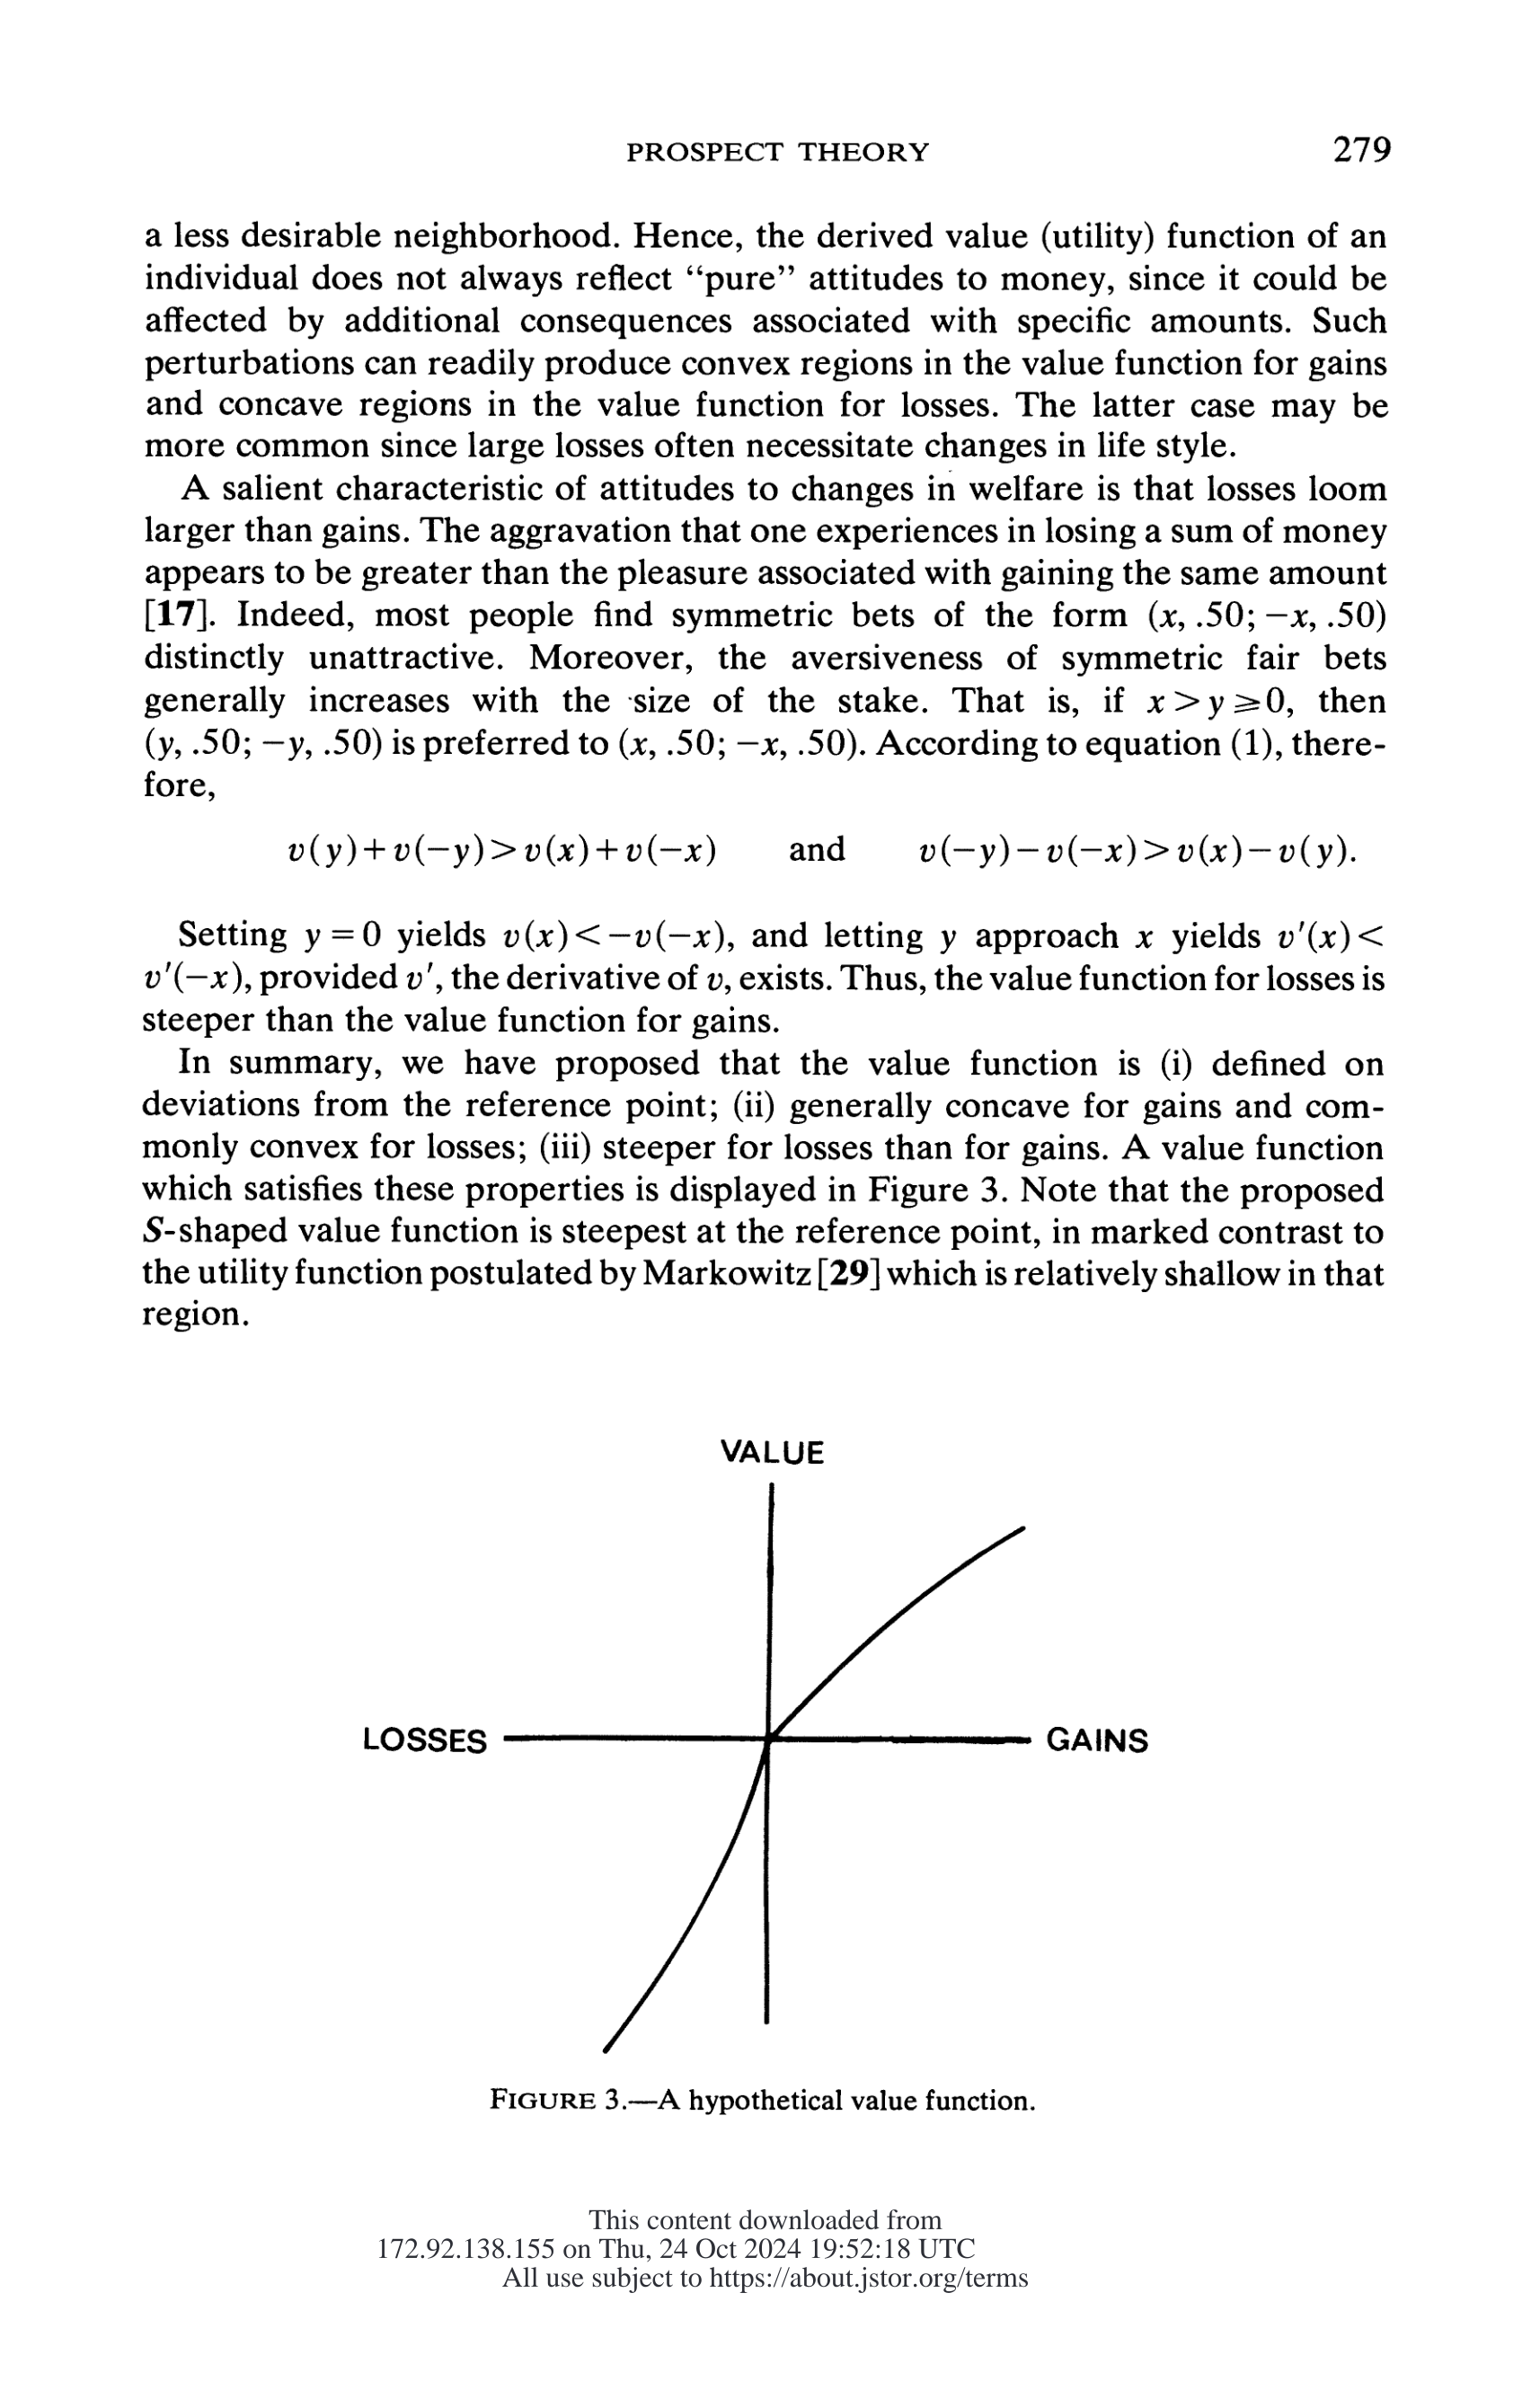 PROSPECT THEORY 279
a less desirable neighborhood. Hence, the derived value (utility) function of an
individual does not always reflect “pure” attitudes to money, since it could be
affected by additional consequences associated with specific amounts. Such
perturbations can readily produce convex regions in the value function for gains
and concave regions in the value function for losses. The latter case may be
more common since large losses often necessitate changes in life style.
A salient characteristic of attitudes to changes in welfare is that losses loom
larger than gains. The aggravation that one experiences in losing a sum of money
appears to be greater than the pleasure associated with gaining the same amount
[17]. Indeed, most people find symmetric bets of the form (x, .50; −x, .50)
distinctly unattractive. Moreover, the aversiveness of symmetric fair bets
generally increases with the size of the stake. That is, if x > y ⩾ 0, then
(y, .50; −y, .50) is preferred to (x, .50; −x, .50). According to equation (1), there-
fore,
v(y)+v(−y)>v(x)+v(−x) and v(−y)−v(−x)>v(x)−v(y).
Setting y = 0 yields v(x)<−v(−x), and letting y approach x yields v′(x)<
v′(−x), provided v′, the derivative of v, exists. Thus, the value function for losses is
steeper than the value function for gains.
In summary, we have proposed that the value function is (i) defined on
deviations from the reference point; (ii) generally concave for gains and com-
monly convex for losses; (iii) steeper for losses than for gains. A value function
which satisfies these properties is displayed in Figure 3. Note that the proposed
S-shaped value function is steepest at the reference point, in marked contrast to
the utility function postulated by Markowitz [29] which is relatively shallow in that
region.
VALUE
LOSSES GAINS
FIGURE 3.—A hypothetical value function.
This content downloaded from
172.92.138.155 on Thu, 24 Oct 2024 19:52:18 UTC
All use subject to https://about.jstor.org/terms